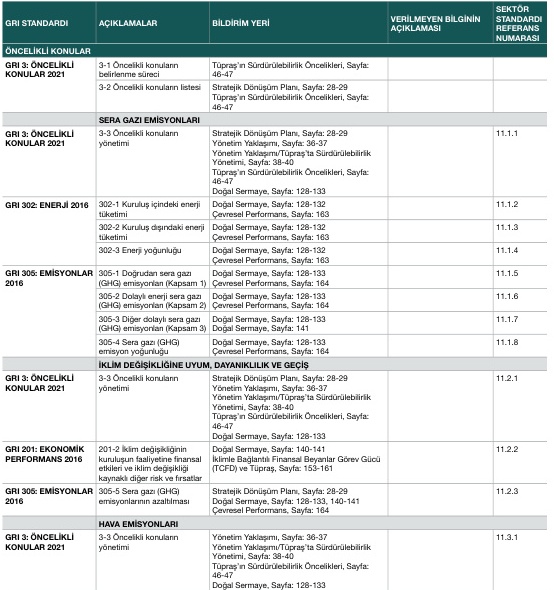 GRI STANDARDI
AÇIKLAMALAR
BİLDİRİM YERİ
VERİLMEYEN BİLGİNİN
AÇIKLAMASI
SEKTÖR
STANDARDI
REFERANS
NUMARASI
ÖNCELİKLİ KONULAR
GRI 3: ÖNCELİKLİ
KONULAR 2021
3-1 Öncelikli konuların
belirlenme süreci
Tüpraş'ın Sürdürülebilirlik Öncelikleri, Sayfa:
46-47
3-2 Öncelikli konuların listesi
Stratejik Dönüşüm Planı, Sayfa: 28-29
Tüpraş'ın Sürdürülebilirlik Öncelikleri, Sayfa:
46-47
SERA GAZI EMİSYONLARI
GRI 3: ÖNCELİKLİ
KONULAR 2021
3-3 Öncelikli konuların
yönetimi
Stratejik Dönüşüm Planı, Sayfa: 28-29
Yönetim Yaklaşımı, Sayfa: 36-37
Yönetim Yaklaşımı/Tüpraş'ta Sürdürülebilirlik
Yönetimi, Sayfa: 38-40
Tüpraş'ın Sürdürülebilirlik Öncelikleri, Sayfa:
46-47
Doğal Sermaye, Sayfa: 128-133
11.1.1
GRI 302: ENERJİ 2016
302-1 Kuruluş içindeki enerji
tüketimi
Doğal Sermaye, Sayfa: 128-132
Çevresel Performans, Sayfa: 163
11.1.2
302-2 Kuruluş dışındaki enerji
tüketimi
Doğal Sermaye, Sayfa: 128-132
Çevresel Performans, Sayfa: 163
11.1.3
302-3 Enerji yoğunluğu
Doğal Sermaye, Sayfa: 128-132
Çevresel Performans, Sayfa: 163
11.1.4
GRI 305: EMİSYONLAR
2016
305-1 Doğrudan sera gazı
(GHG) emisyonları (Kapsam 1)
Doğal Sermaye, Sayfa: 128-133
Çevresel Performans, Sayfa: 164
11.1.5
305-2 Dolaylı enerji sera gazı
(GHG) emisyonları (Kapsam 2)
Doğal Sermaye, Sayfa: 128-133
Çevresel Performans, Sayfa: 164
11.1.6
305-3 Diğer dolaylı sera gazı
(GHG) emisyonları (Kapsam 3)
Doğal Sermaye, Sayfa: 128-133
Doğal Sermaye, Sayfa: 141
11.1.7
305-4 Sera gazı (GHG)
emisyon yoğunluğu
Doğal Sermaye, Sayfa: 128-133
Çevresel Performans, Sayfa: 164
11.1.8
İKLİM DEĞİŞİKLİĞİNE UYUM, DAYANIKLILIK VE GEÇİŞ
GRI 3: ÖNCELİKLİ
KONULAR 2021
3-3 Öncelikli konuların
yönetimi
Stratejik Dönüşüm Planı, Sayfa: 28-29
Yönetim Yaklaşımı, Sayfa: 36-37
Yönetim Yaklaşımı/Tüpraş'ta Sürdürülebilirlik
Yönetimi, Sayfa: 38-40
Tüpraş'ın Sürdürülebilirlik Öncelikleri, Sayfa:
46-47
Doğal Sermaye, Sayfa: 128-133
11.2.1
GRI 201: EKONOMİK
PERFORMANS 2016
201-2 İklim değişikliğinin
kuruluşun faaliyetine finansal
etkileri ve iklim değişikliği
kaynaklı diğer risk ve fırsatlar
Doğal Sermaye, Sayfa: 140-141
İklimle Bağlantılı Finansal Beyanlar Görev Gücü
(TCFD) ve Tüpraş, Sayfa: 153-161
11.2.2
GRI 305: EMİSYONLAR
2016
305-5 Sera gazı (GHG)
emisyonlarının azaltılması
Stratejik Dönüşüm Planı, Sayfa: 28-29
Doğal Sermaye, Sayfa: 128-133, 140-141
Çevresel Performans, Sayfa: 164
11.2.3
HAVA EMİSYONLARI
GRI 3: ÖNCELİKLİ
KONULAR 2021
3-3 Öncelikli konuların
yönetimi
Yönetim Yaklaşımı, Sayfa: 36-37
Yönetim Yaklaşımı/Tüpraş'ta Sürdürülebilirlik
Yönetimi, Sayfa: 38-40
Tüpraş'ın Sürdürülebilirlik Öncelikleri, Sayfa:
46-47
Doğal Sermaye, Sayfa: 128-133
11.3.1